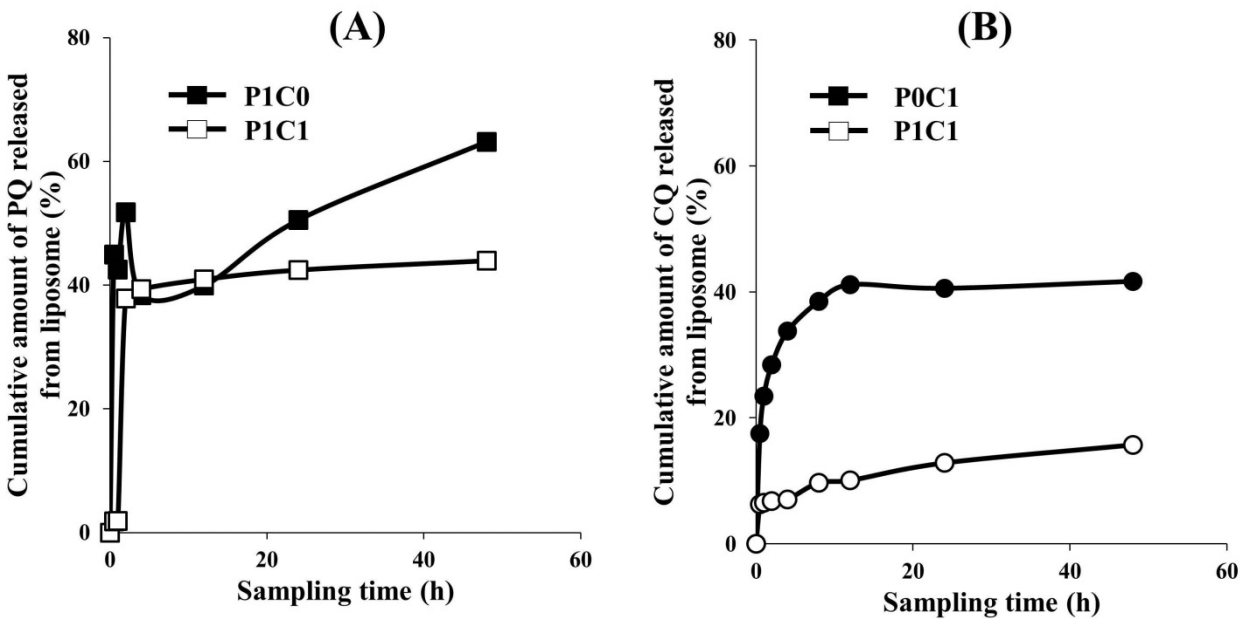 (A)
80
60
40
20
0
0 20 40 60
P1C0
P1C1
Cumulative amount of PQ released
from liposome (%)
Sampling time (h)
(B)
80
60
40
20
0
0 20 40 60
P0C1
P1C1
Cumulative amount of CQ released
from liposome (%)
Sampling time (h)